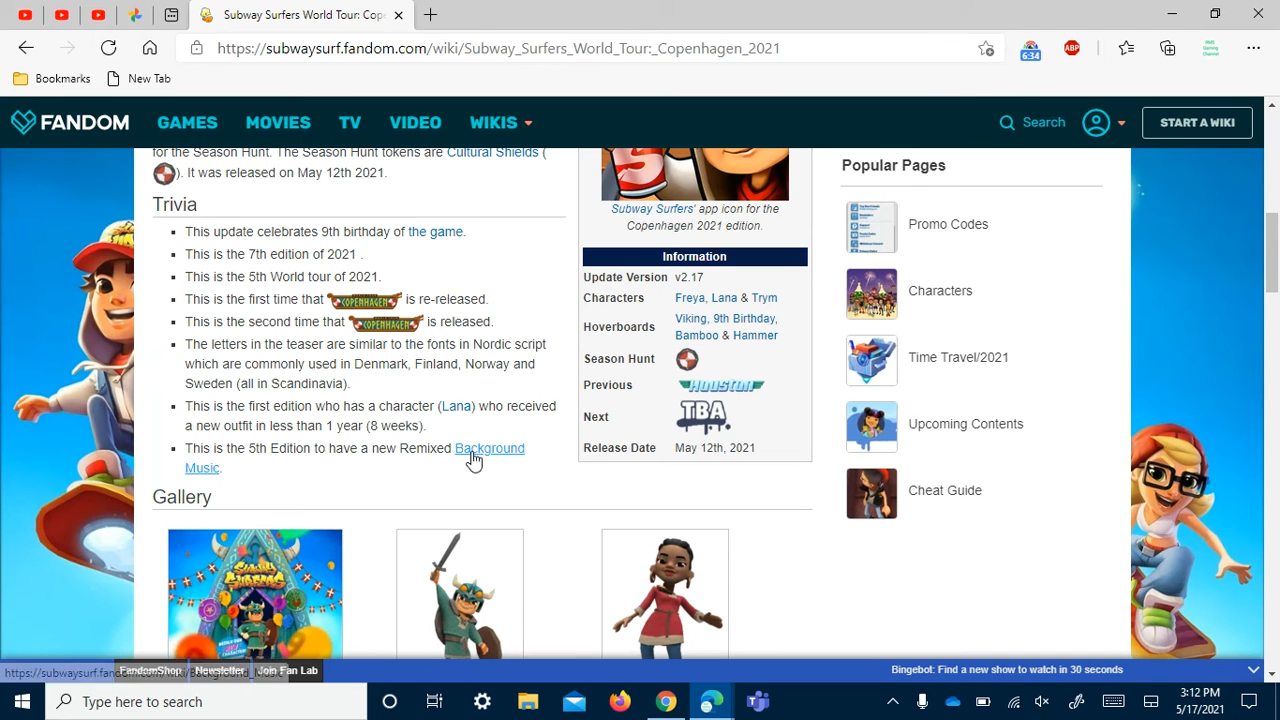 Subway Surfers World Tour: Cop
https://subwaysurf.fandom.com/wiki/Subway_Surfers_World_Tour:_Copenhagen_2021
6:34
ABP
Bookmarks
New Tab
FANDOM
GAMES
MOVIES
TV
VIDEO
WIKIS
Search
START A WIKI
for the Season Hunt. The Season Hunt tokens are Cultural Shields (
). It was released on May 12th 2021.
Trivia
This update celebrates 9th birthday of the game.
This is the 7th edition of 2021 .
This is the 5th World tour of 2021.
This is the first time that COPENHAGEN is re-released.
This is the second time that COPENHAGEN is released.
The letters in the teaser are similar to the fonts in Nordic script
which are commonly used in Denmark, Finland, Norway and
Sweden (all in Scandinavia).
This is the first edition who has a character (Lana) who received
a new outfit in less than 1 year (8 weeks).
This is the 5th Edition to have a new Remixed Background
Music.
Gallery
SUBWAY SURFERS
Subway Surfers' app icon for the
Copenhagen 2021 edition.
Information
Update Version v2.17
Characters Freya, Lana & Trym
Hoverboards Viking, 9th Birthday,
Bamboo & Hammer
Season Hunt
Previous HOUSTON
Next TBA
Release Date May 12th, 2021
Popular Pages
Promo Codes
Characters
Time Travel/2021
Upcoming Contents
Cheat Guide
FandomShop
Newsletter
Join Fan Lab
Bingebot: Find a new show to watch in 30 seconds
Type here to search
3:12 PM
5/17/2021